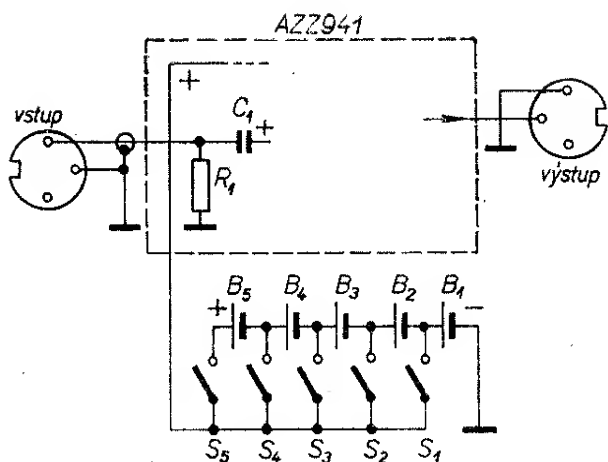 AZZ941
+
vstup
C₁ +
R₁
výstup
+ B₅ B₄ B₃ B₂ B₁ −
S₅ S₄ S₃ S₂ S₁